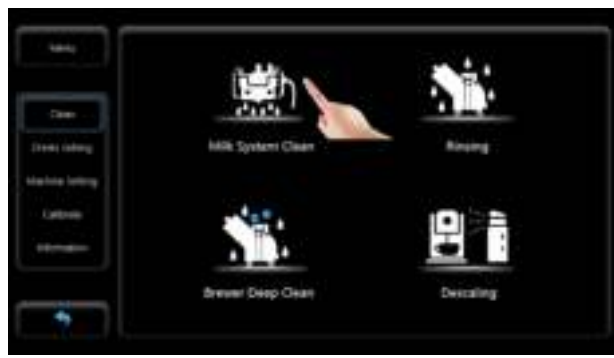 Menu
Clean
Drinks Setting
Machine Setting
Calibrate
Information
Milk System Clean
Rinsing
Brewer Deep Clean
Descaling